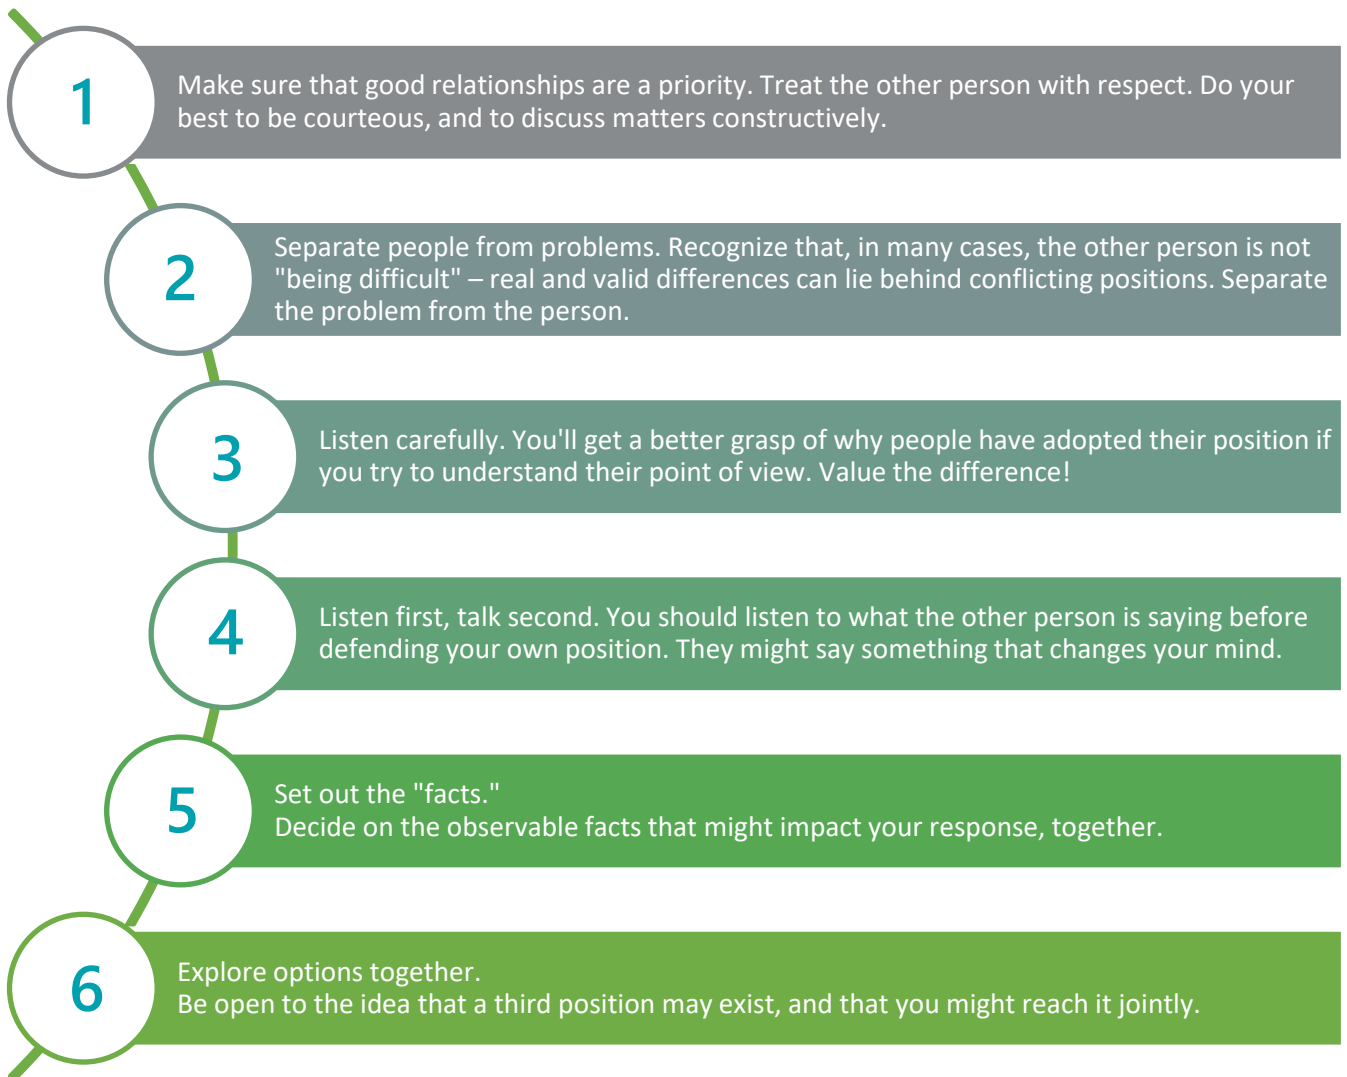 1
Make sure that good relationships are a priority. Treat the other person with respect. Do your
best to be courteous, and to discuss matters constructively.
2
Separate people from problems. Recognize that, in many cases, the other person is not
"being difficult" – real and valid differences can lie behind conflicting positions. Separate
the problem from the person.
3
Listen carefully. You'll get a better grasp of why people have adopted their position if
you try to understand their point of view. Value the difference!
4
Listen first, talk second. You should listen to what the other person is saying before
defending your own position. They might say something that changes your mind.
5
Set out the "facts."
Decide on the observable facts that might impact your response, together.
6
Explore options together.
Be open to the idea that a third position may exist, and that you might reach it jointly.